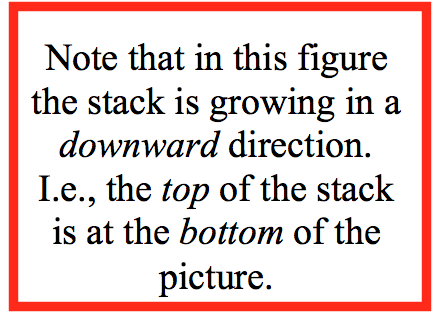 Note that in this figure
the stack is growing in a
downward direction.
I.e., the top of the stack
is at the bottom of the
picture.